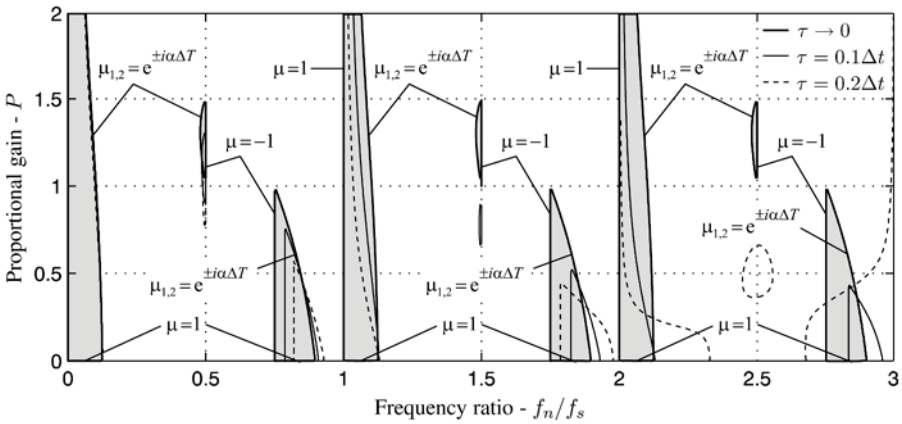 2
1.5
1
0.5
0
Proportional gain - P
μ₁,₂=e^{±iαΔT}
μ=−1
μ₁,₂=e^{±iαΔT}
μ=1
μ=1
μ₁,₂=e^{±iαΔT}
μ=−1
μ₁,₂=e^{±iαΔT}
μ=1
μ=1
μ₁,₂=e^{±iαΔT}
μ=−1
μ₁,₂=e^{±iαΔT}
μ=1
τ → 0
τ = 0.1Δt
τ = 0.2Δt
0 0.5 1 1.5 2 2.5 3
Frequency ratio - fₙ/fₛ